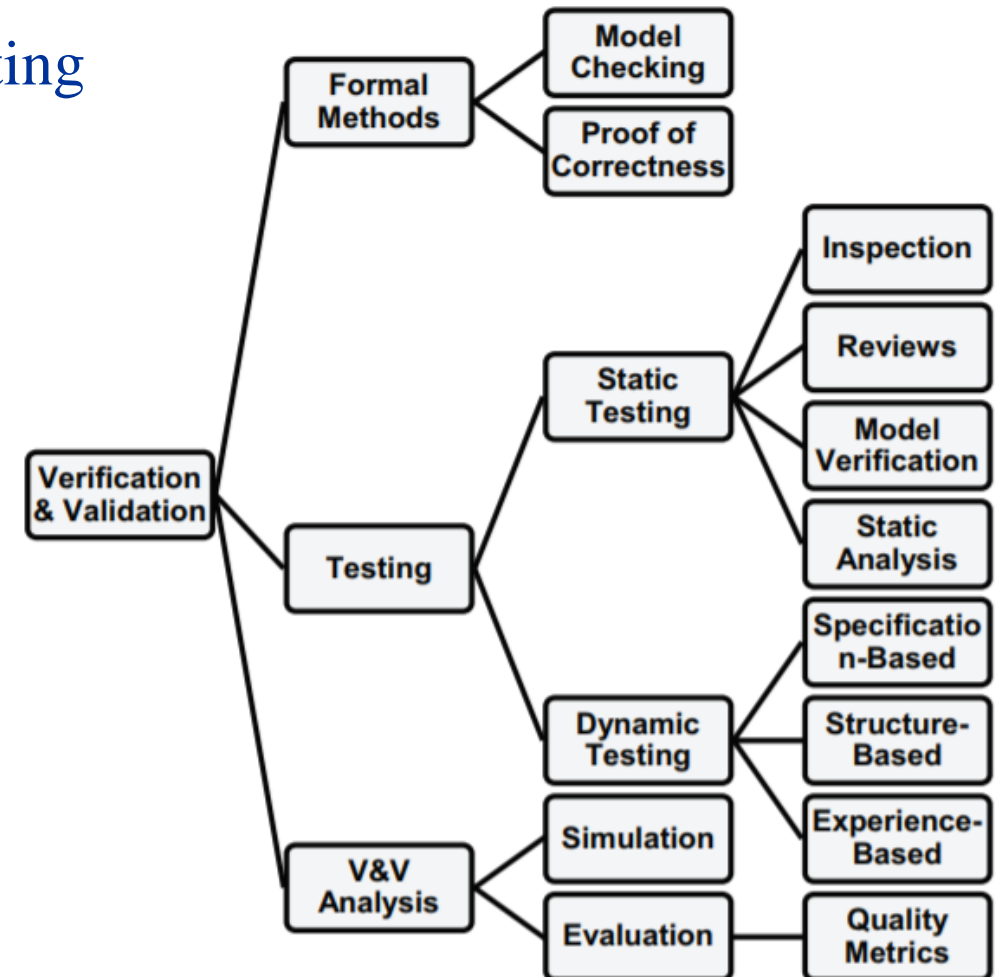 ting
Model
Checking
Formal
Methods
Proof of
Correctness
Inspection
Reviews
Static
Testing
Model
Verification
Verification
& Validation
Static
Analysis
Testing
Specificatio
n-Based
Dynamic
Testing
Structure-
Based
Simulation
Experience-
Based
V&V
Analysis
Evaluation
Quality
Metrics